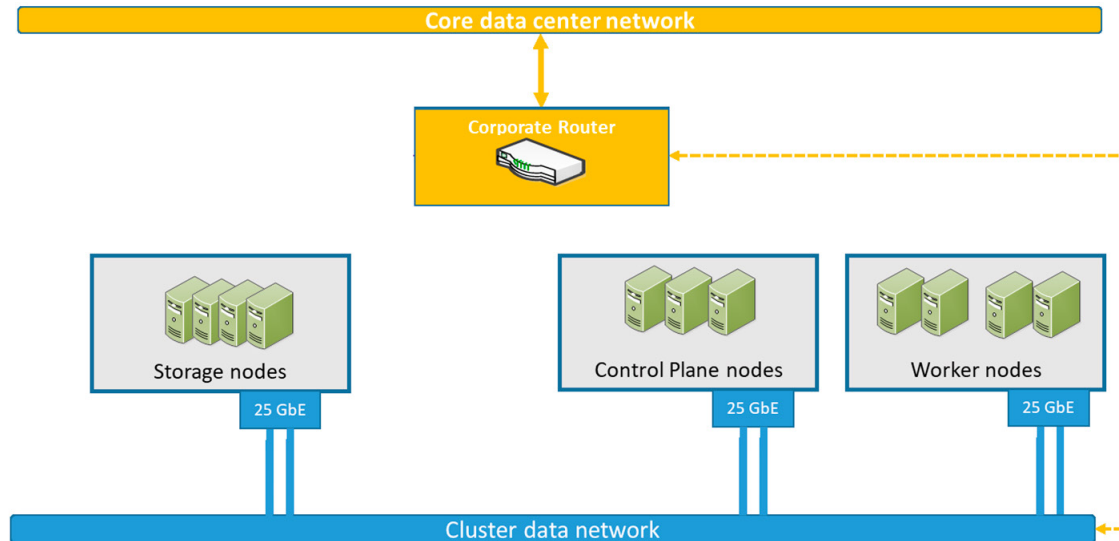 Core data center network
Corporate Router
Storage nodes
Control Plane nodes
Worker nodes
25 GbE
25 GbE
25 GbE
Cluster data network